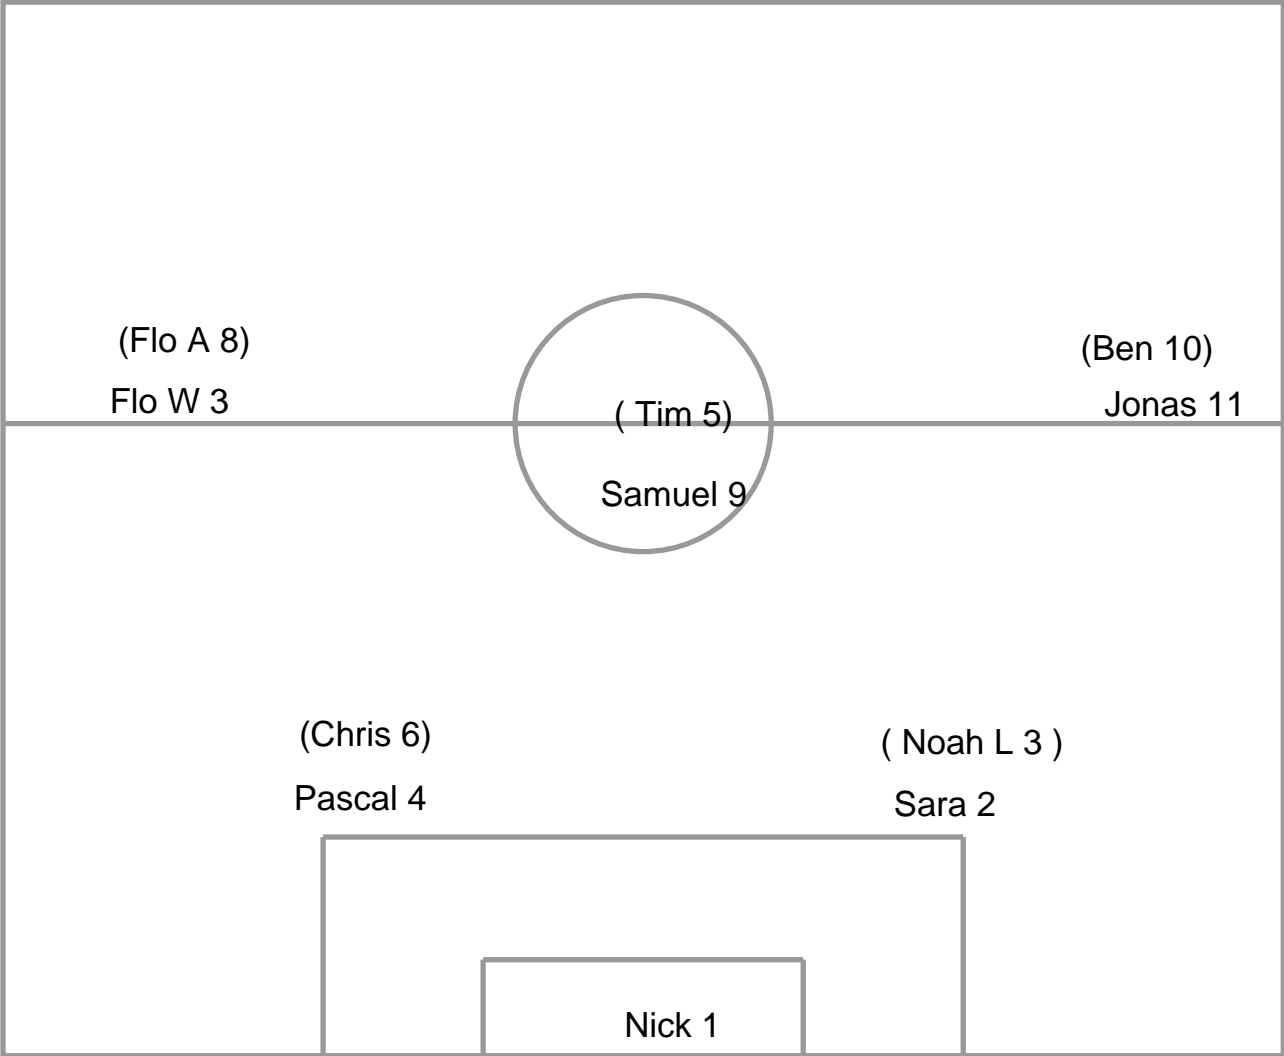 (Flo A 8)
(Ben 10)
Flo W 3
Jonas 11
( Tim 5)
Samuel 9
(Chris 6)
( Noah L 3 )
Pascal 4
Sara 2
Nick 1